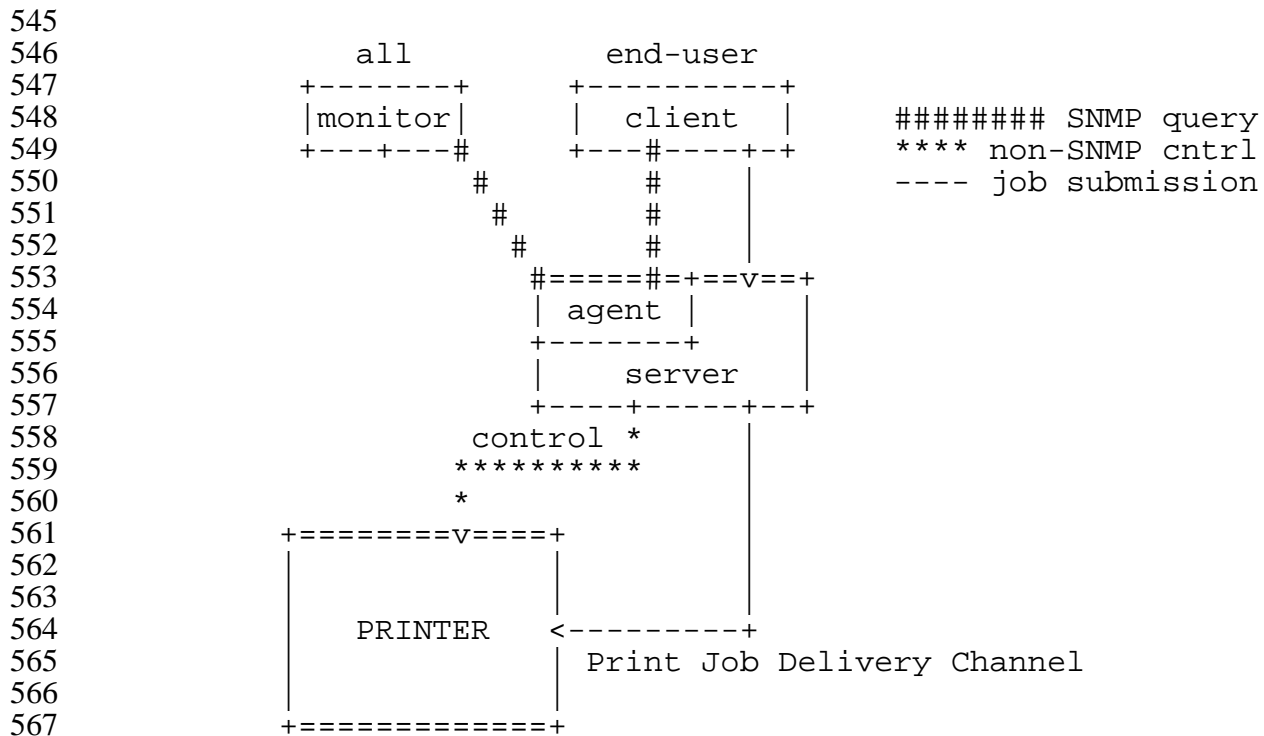 545
546                all             end-user
547             +-------+     +----------+
548             |monitor|     |  client  |     ######## SNMP query
549             +---+---#     +---#----+-+     **** non-SNMP cntrl
550                      #        #    |       ---- job submission
551                       #       #    |
552                        #      #    |
553                         #=====#=+==v==+
554                         | agent |     |
555                         +-------+     |
556                         |    server   |
557                         +----+-----+--+
558                      control *     |
559                     **********     |
560                     *              |
561            +========v====+         |
562            |             |         |
563            |             |         |
564            |   PRINTER   <---------+
565            |             | Print Job Delivery Channel
566            |             |
567            +=============+